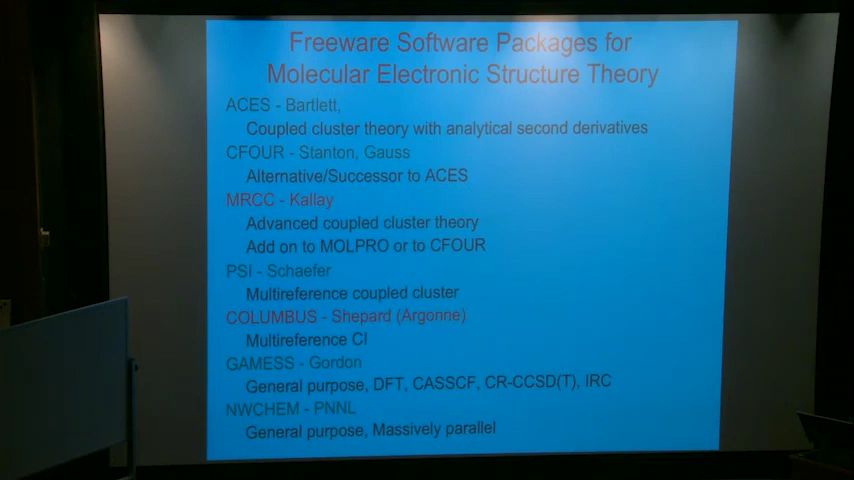 Freeware Software Packages for
Molecular Electronic Structure Theory
ACES - Bartlett,
Coupled cluster theory with analytical second derivatives
CFOUR - Stanton, Gauss
Alternative/Successor to ACES
MRCC - Kallay
Advanced coupled cluster theory
Add on to MOLPRO or to CFOUR
PSI - Schaefer
Multireference coupled cluster
COLUMBUS - Shepard (Argonne)
Multireference CI
GAMESS - Gordon
General purpose, DFT, CASSCF, CR-CCSD(T), IRC
NWCHEM - PNNL
General purpose, Massively parallel